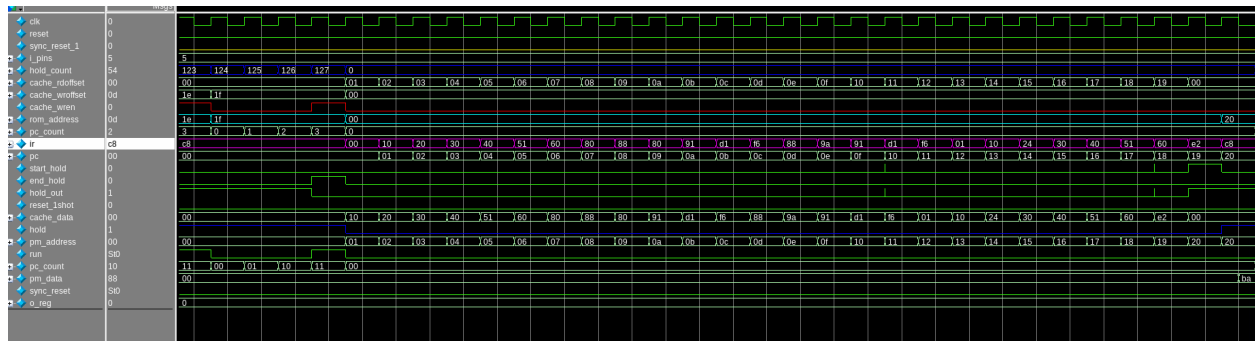 Msgs
clk 0
reset 0
sync_reset_1 0
i_pins 5 5
hold_count 54 123 124 125 126 127 0
cache_rdoffset 00 00 01 02 03 04 05 06 07 08 09 0a 0b 0c 0d 0e 0f 10 11 12 13 14 15 16 17 18 19 00
cache_wroffset 0d 1e 1f 00
cache_wren 0
rom_address 0d 1e 1f 00 20
pc_count 2 3 0 1 2 3 0
ir c8 c8 00 10 20 30 40 51 60 80 88 80 91 d1 f6 88 9a 91 d1 f6 01 10 24 30 40 51 60 e2 c8
pc 00 00 01 02 03 04 05 06 07 08 09 0a 0b 0c 0d 0e 0f 10 11 12 13 14 15 16 17 18 19 20
start_hold 0
end_hold 0
hold_out 1
reset_1shot 0
cache_data 00 00 10 20 30 40 51 60 80 88 80 91 d1 f6 88 9a 91 d1 f6 01 10 24 30 40 51 60 e2 00
hold 1
pm_address 00 00 01 02 03 04 05 06 07 08 09 0a 0b 0c 0d 0e 0f 10 11 12 13 14 15 16 17 18 19 20 20
run St0
pc_count 10 11 00 01 10 11 00
pm_data 88 00 ba
sync_reset St0
o_reg 0 0